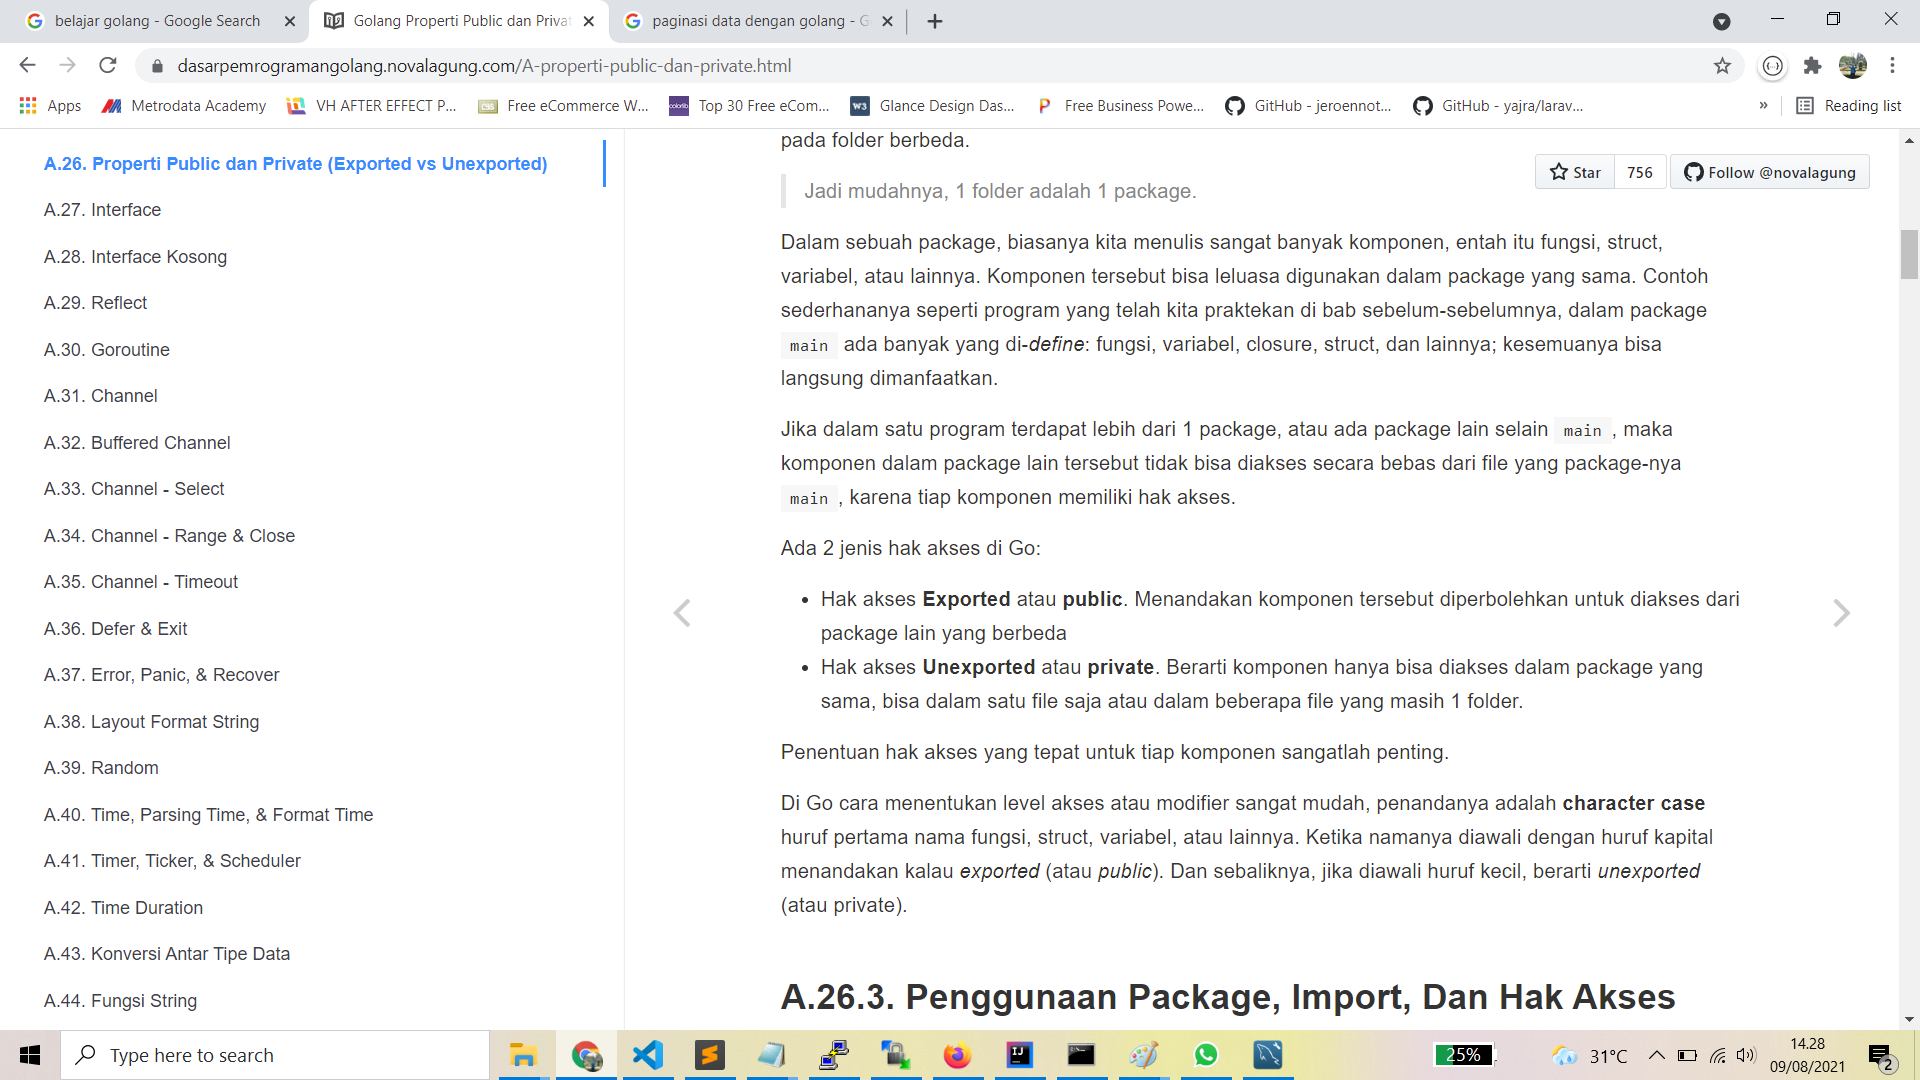 belajar golang - Google Search
Golang Properti Public dan Privat
paginasi data dengan golang - G
dasarpemrogramangolang.novalagung.com/A-properti-public-dan-private.html
Apps
Metrodata Academy
VH AFTER EFFECT P...
Free eCommerce W...
Top 30 Free eCom...
Glance Design Das...
Free Business Powe...
GitHub - jeroennot...
GitHub - yajra/larav...
»
Reading list
A.26. Properti Public dan Private (Exported vs Unexported)
A.27. Interface
A.28. Interface Kosong
A.29. Reflect
A.30. Goroutine
A.31. Channel
A.32. Buffered Channel
A.33. Channel - Select
A.34. Channel - Range & Close
A.35. Channel - Timeout
A.36. Defer & Exit
A.37. Error, Panic, & Recover
A.38. Layout Format String
A.39. Random
A.40. Time, Parsing Time, & Format Time
A.41. Timer, Ticker, & Scheduler
A.42. Time Duration
A.43. Konversi Antar Tipe Data
A.44. Fungsi String
pada folder berbeda.
Star 756
Follow @novalagung
Jadi mudahnya, 1 folder adalah 1 package.
Dalam sebuah package, biasanya kita menulis sangat banyak komponen, entah itu fungsi, struct,
variabel, atau lainnya. Komponen tersebut bisa leluasa digunakan dalam package yang sama. Contoh
sederhananya seperti program yang telah kita praktekan di bab sebelum-sebelumnya, dalam package
main ada banyak yang di-define: fungsi, variabel, closure, struct, dan lainnya; kesemuanya bisa
langsung dimanfaatkan.
Jika dalam satu program terdapat lebih dari 1 package, atau ada package lain selain main , maka
komponen dalam package lain tersebut tidak bisa diakses secara bebas dari file yang package-nya
main , karena tiap komponen memiliki hak akses.
Ada 2 jenis hak akses di Go:
• Hak akses Exported atau public. Menandakan komponen tersebut diperbolehkan untuk diakses dari
package lain yang berbeda
• Hak akses Unexported atau private. Berarti komponen hanya bisa diakses dalam package yang
sama, bisa dalam satu file saja atau dalam beberapa file yang masih 1 folder.
Penentuan hak akses yang tepat untuk tiap komponen sangatlah penting.
Di Go cara menentukan level akses atau modifier sangat mudah, penandanya adalah character case
huruf pertama nama fungsi, struct, variabel, atau lainnya. Ketika namanya diawali dengan huruf kapital
menandakan kalau exported (atau public). Dan sebaliknya, jika diawali huruf kecil, berarti unexported
(atau private).
A.26.3. Penggunaan Package, Import, Dan Hak Akses
Type here to search
25%
31°C
14.28
09/08/2021
2